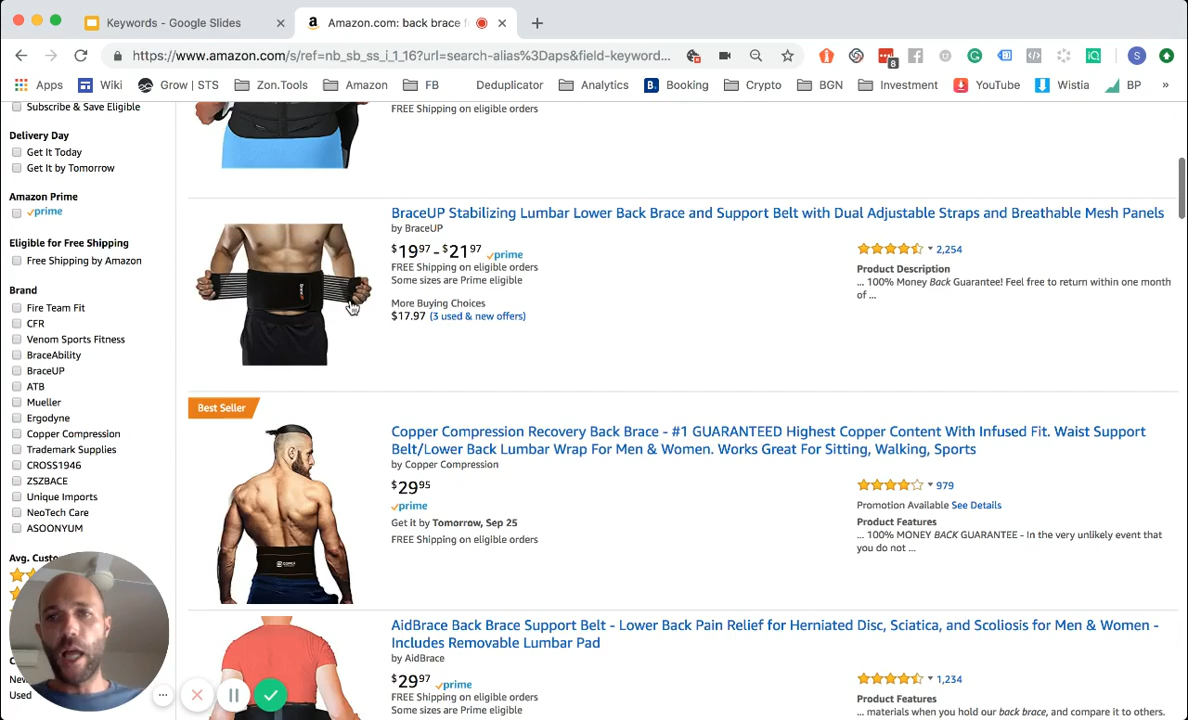 Keywords - Google Slides
Amazon.com: back brace
https://www.amazon.com/s/ref=nb_sb_ss_i_1_16?url=search-alias%3Daps&field-keyword...
8
S
Apps
Wiki
Grow | STS
Zon.Tools
Amazon
FB
Deduplicator
Analytics
Booking
Crypto
BGN
Investment
YouTube
Wistia
BP
»
Subscribe & Save Eligible
Delivery Day
Get It Today
Get It by Tomorrow
Amazon Prime
prime
Eligible for Free Shipping
Free Shipping by Amazon
Brand
Fire Team Fit
CFR
Venom Sports Fitness
BraceAbility
BraceUP
ATB
Mueller
Ergodyne
Copper Compression
Trademark Supplies
CROSS1946
ZSZBACE
Unique Imports
NeoTech Care
ASOONYUM
Avg. Custo
Used
FREE Shipping on eligible orders
BraceUP Stabilizing Lumbar Lower Back Brace and Support Belt with Dual Adjustable Straps and Breathable Mesh Panels
by BraceUP
$19 97 - $21 97 prime
FREE Shipping on eligible orders
Some sizes are Prime eligible
More Buying Choices
$17.97 (3 used & new offers)
2,254
Product Description
... 100% Money Back Guarantee! Feel free to return within one month
of ...
Best Seller
Copper Compression Recovery Back Brace - #1 GUARANTEED Highest Copper Content With Infused Fit. Waist Support
Belt/Lower Back Lumbar Wrap For Men & Women. Works Great For Sitting, Walking, Sports
by Copper Compression
$29 95
prime
Get it by Tomorrow, Sep 25
FREE Shipping on eligible orders
979
Promotion Available See Details
Product Features
... 100% MONEY BACK GUARANTEE - In the very unlikely event that
you do not ...
AidBrace Back Brace Support Belt - Lower Back Pain Relief for Herniated Disc, Sciatica, and Scoliosis for Men & Women -
Includes Removable Lumbar Pad
by AidBrace
$29 97 prime
FREE Shipping on eligible orders
Some sizes are Prime eligible
1,234
Product Features
... materials when you hold our back brace, and compare it to others.